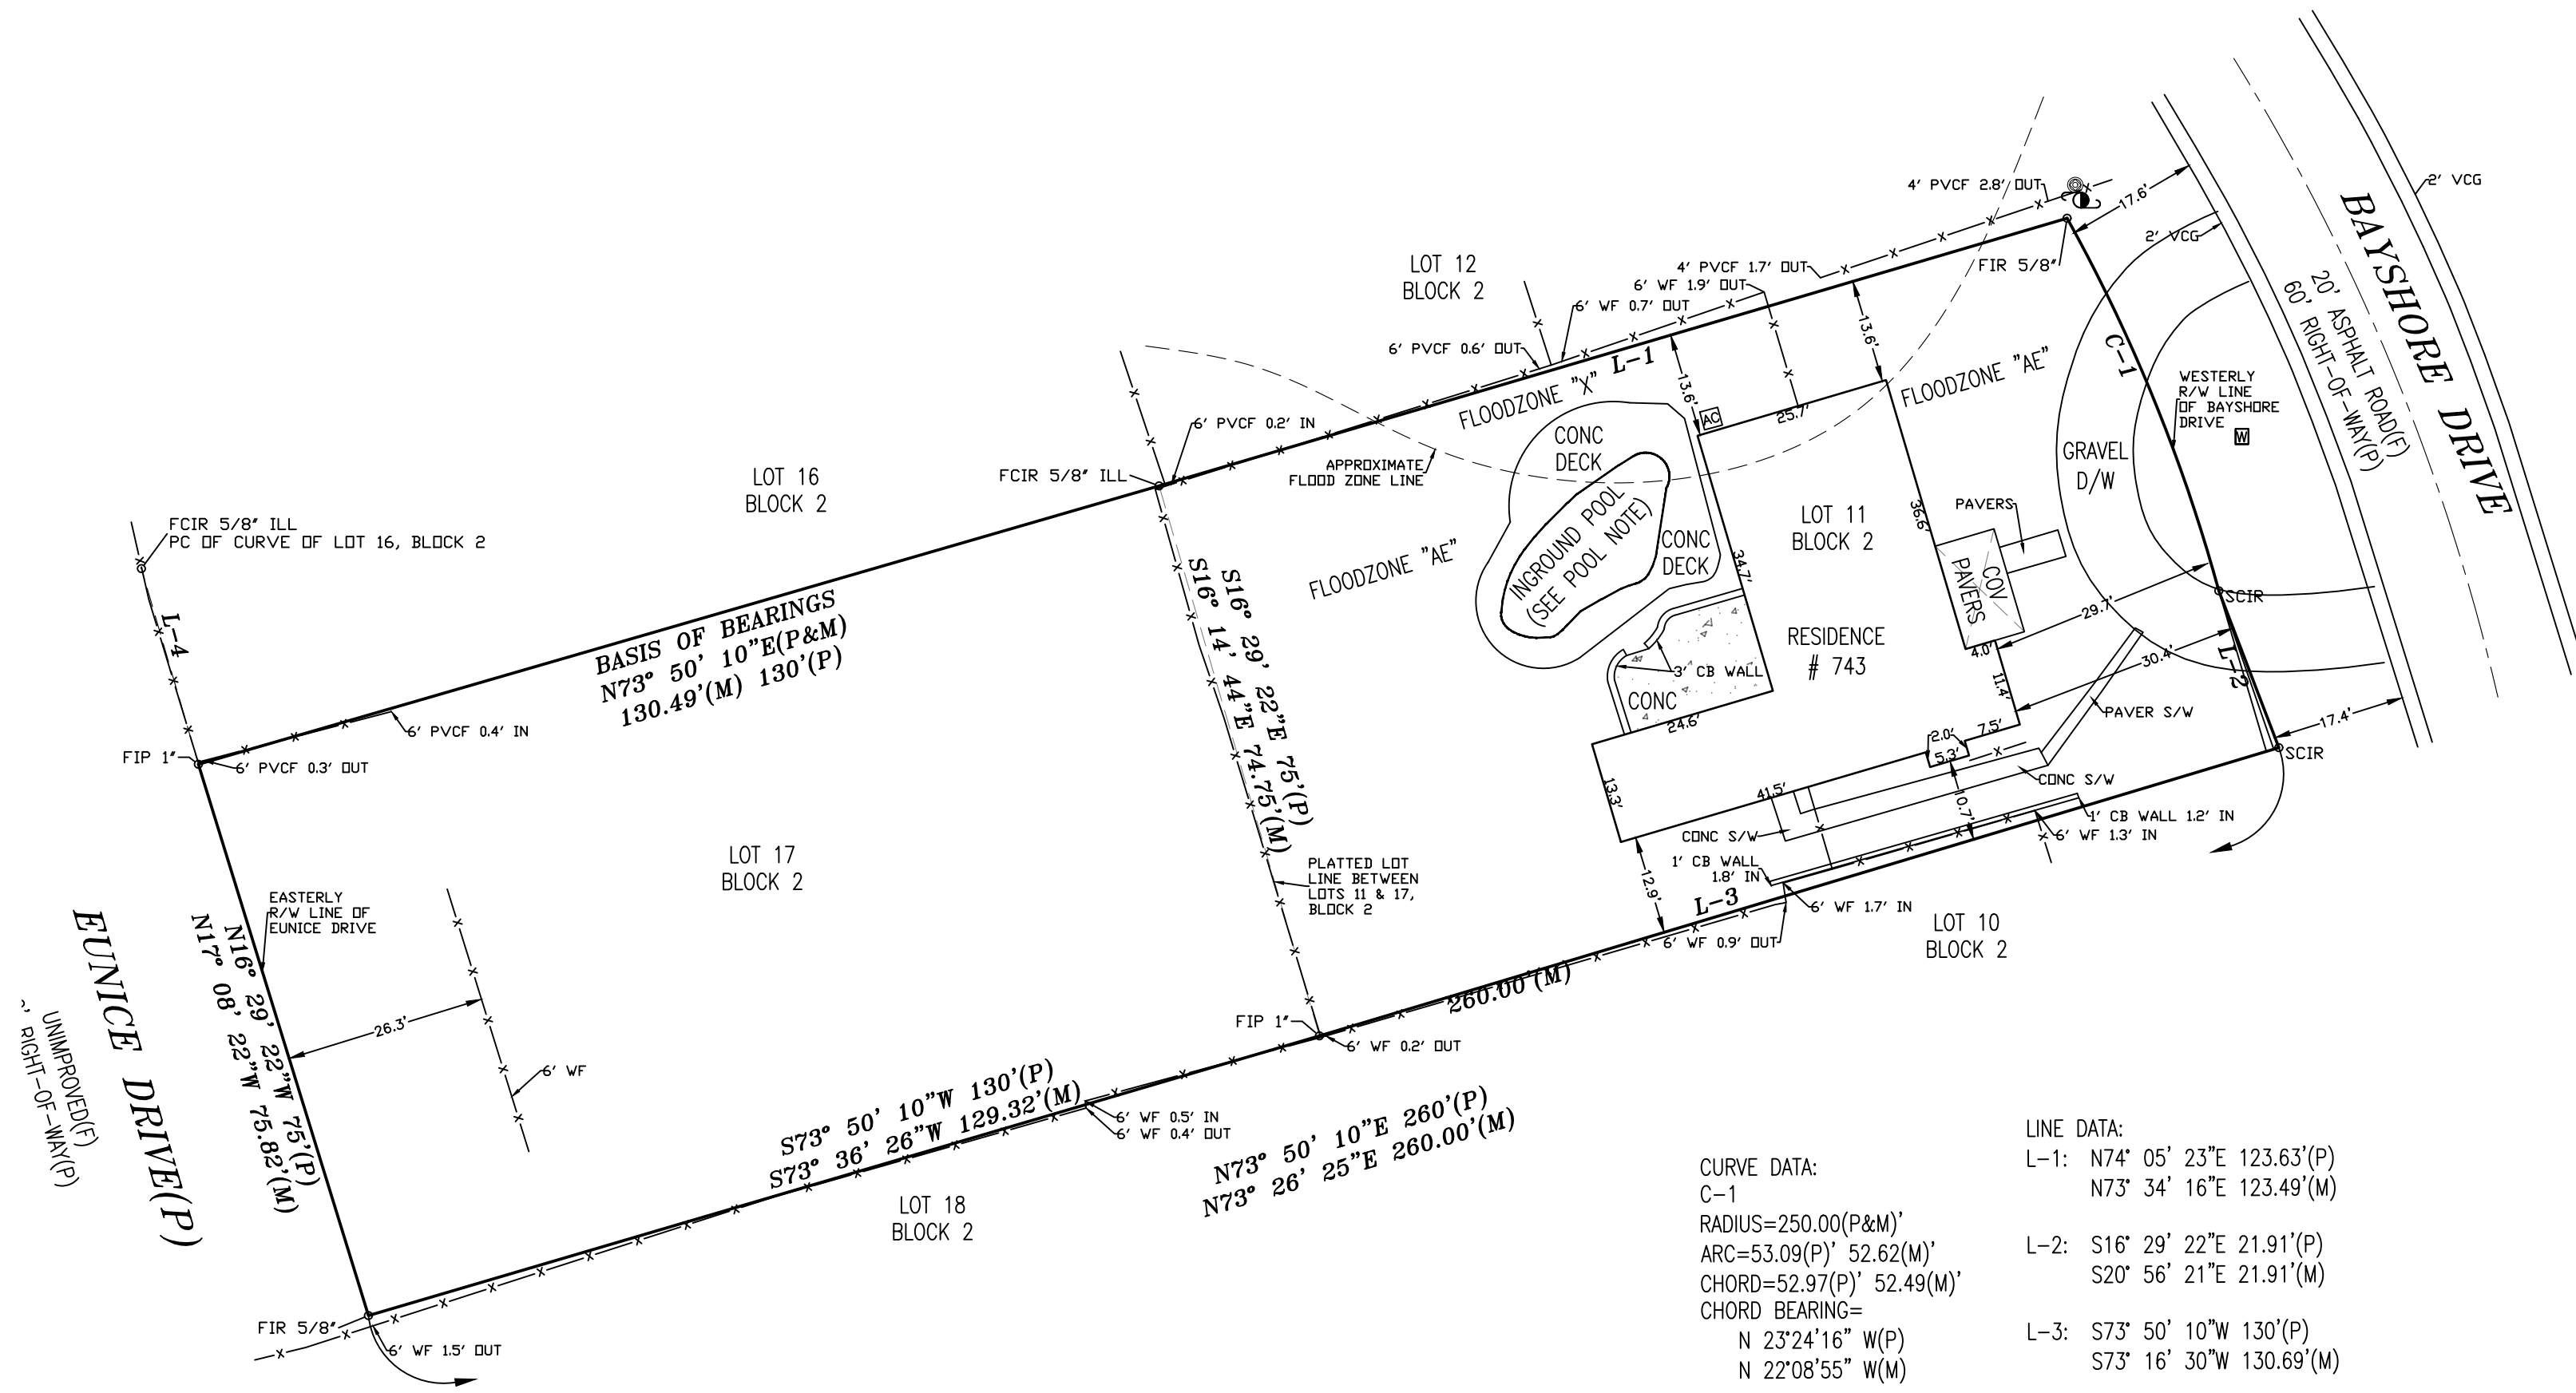 4' PVCF 2.8' OUT
17.6'
2' VCG
2' VCG
BAYSHORE DRIVE
20' ASPHALT ROAD(F)
60' RIGHT-OF-WAY(P)
LOT 12
BLOCK 2
4' PVCF 1.7' OUT
6' WF 1.9' OUT
6' WF 0.7' OUT
6' PVCF 0.6' OUT
FIR 5/8"
L-1
C-1
13.6'
13.6'
FLOODZONE "X"
FLOODZONE "AE"
WESTERLY
R/W LINE
OF BAYSHORE
DRIVE
W
AC
25.7'
CONC
DECK
6' PVCF 0.2' IN
APPROXIMATE
FLOOD ZONE LINE
FCIR 5/8" ILL
LOT 16
BLOCK 2
GRAVEL
D/W
FCIR 5/8" ILL
PC OF CURVE OF LOT 16, BLOCK 2
INGROUND POOL
(SEE POOL NOTE)
CONC
DECK
LOT 11
BLOCK 2
36.6'
34.7'
PAVERS
COV
PAVERS
FLOODZONE "AE"
S16° 29' 22"E 75'(P)
S16° 14' 44"E 74.75'(M)
L-4
BASIS OF BEARINGS
N73° 50' 10"E(P&M)
130.49'(M) 130'(P)
SCIR
29.7'
30.4'
L-2
RESIDENCE
# 743
4.0'
11.4'
3' CB WALL
CONC
24.6'
PAVER S/W
17.4'
2.0'
7.5'
5.3'
SCIR
CONC S/W
6' PVCF 0.4' IN
FIP 1"
6' PVCF 0.3' OUT
13.3'
41.5'
10.7'
CONC S/W
1' CB WALL 1.2' IN
6' WF 1.3' IN
1' CB WALL
1.8' IN
12.9'
L-3
6' WF 1.7' IN
6' WF 0.9' OUT
LOT 10
BLOCK 2
LOT 17
BLOCK 2
PLATTED LOT
LINE BETWEEN
LOTS 11 & 17,
BLOCK 2
EASTERLY
R/W LINE OF
EUNICE DRIVE
EUNICE DRIVE(P)
UNIMPROVED(F)
' RIGHT-OF-WAY(P)
N16° 29' 22"W 75'(P)
N17° 08' 22"W 75.82'(M)
26.3'
6' WF
260.00'(M)
FIP 1"
6' WF 0.2' OUT
S73° 50' 10"W 130'(P)
S73° 36' 26"W 129.32'(M)
6' WF 0.5' IN
6' WF 0.4' OUT
N73° 50' 10"E 260'(P)
N73° 26' 25"E 260.00'(M)
LOT 18
BLOCK 2
FIR 5/8"
6' WF 1.5' OUT
CURVE DATA:
C-1
RADIUS=250.00(P&M)'
ARC=53.09(P)' 52.62(M)'
CHORD=52.97(P)' 52.49(M)'
CHORD BEARING=
N 23°24'16" W(P)
N 22°08'55" W(M)
LINE DATA:
L-1: N74° 05' 23"E 123.63'(P)
N73° 34' 16"E 123.49'(M)
L-2: S16° 29' 22"E 21.91'(P)
S20° 56' 21"E 21.91'(M)
L-3: S73° 50' 10"W 130'(P)
S73° 16' 30"W 130.69'(M)